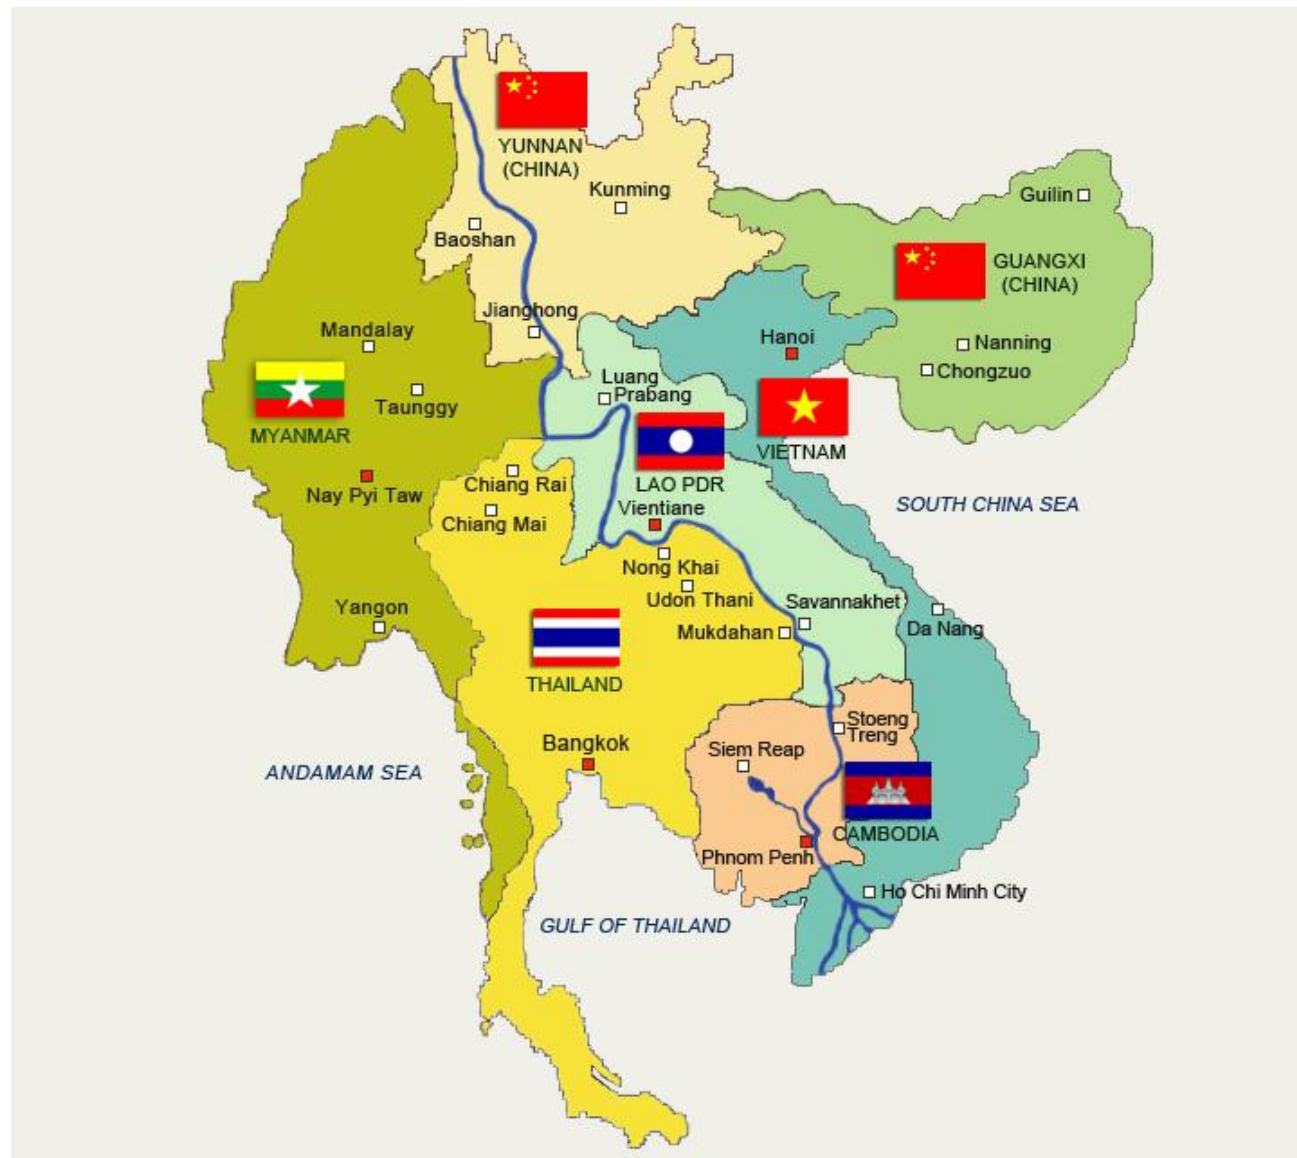 YUNNAN
(CHINA)
Kunming
Guilin
Baoshan
GUANGXI
(CHINA)
Jianghong
Mandalay
Hanoi
Nanning
Chongzuo
Luang
Prabang
Taunggy
MYANMAR
VIETNAM
Chiang Rai
LAO PDR
Nay Pyi Taw
Vientiane
SOUTH CHINA SEA
Chiang Mai
Nong Khai
Udon Thani
Savannakhet
Yangon
Mukdahan
Da Nang
THAILAND
Stoeng
Treng
Bangkok
Siem Reap
ANDAMAM SEA
CAMBODIA
Phnom Penh
Ho Chi Minh City
GULF OF THAILAND